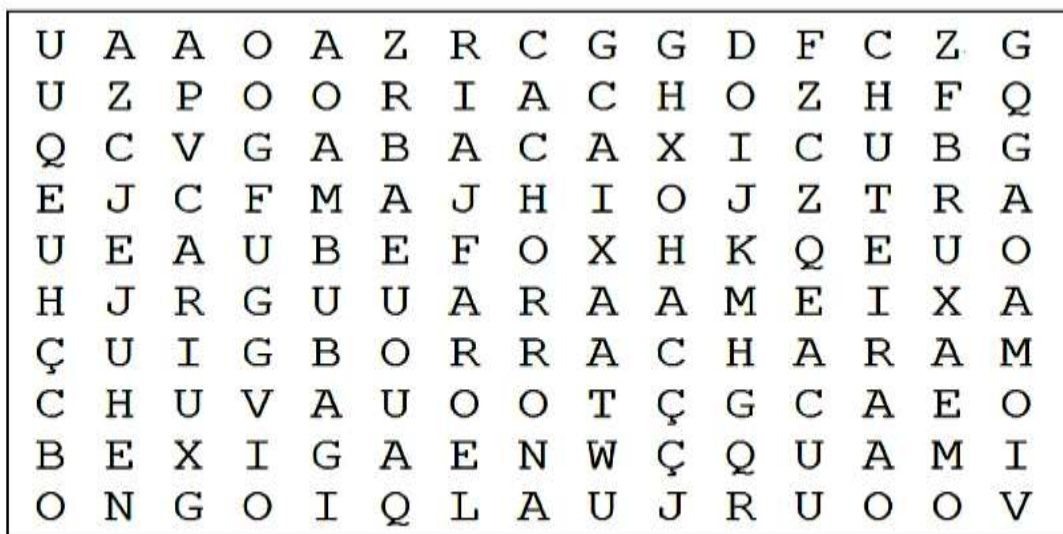 U A A O A Z R C G G D F C Z G
U Z P O O R I A C H O Z H F Q
Q C V G A B A C A X I C U B G
E J C F M A J H I O J Z T R A
U E A U B E F O X H K Q E U O
H J R G U U A R A A M E I X A
Ç U I G B O R R A C H A R A M
C H U V A U O O T Ç G C A E O
B E X I G A E N W Ç Q U A M I
O N G O I Q L A U J R U O O V